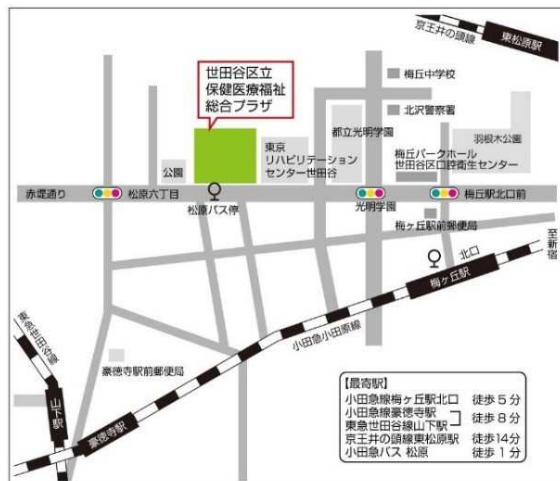 京王井の頭線
東松原駅
世田谷区立
保健医療福祉
総合プラザ
梅丘中学校
北沢警察署
都立光明学園
羽根木公園
東京
リハビリテーション
センター世田谷
梅丘パークホール
世田谷区口腔衛生センター
公園
赤堤通り
松原六丁目
松原バス停
光明学園
梅丘駅北口前
梅ヶ丘駅前郵便局
至新宿
北口
梅ヶ丘駅
小田急小田原線
東急世田谷線
豪徳寺駅前郵便局
山下駅
豪徳寺駅
【最寄駅】
小田急線梅ヶ丘駅北口 徒歩5分
小田急線豪徳寺駅
東急世田谷線山下駅
徒歩8分
京王井の頭線東松原駅 徒歩14分
小田急バス 松原 徒歩1分